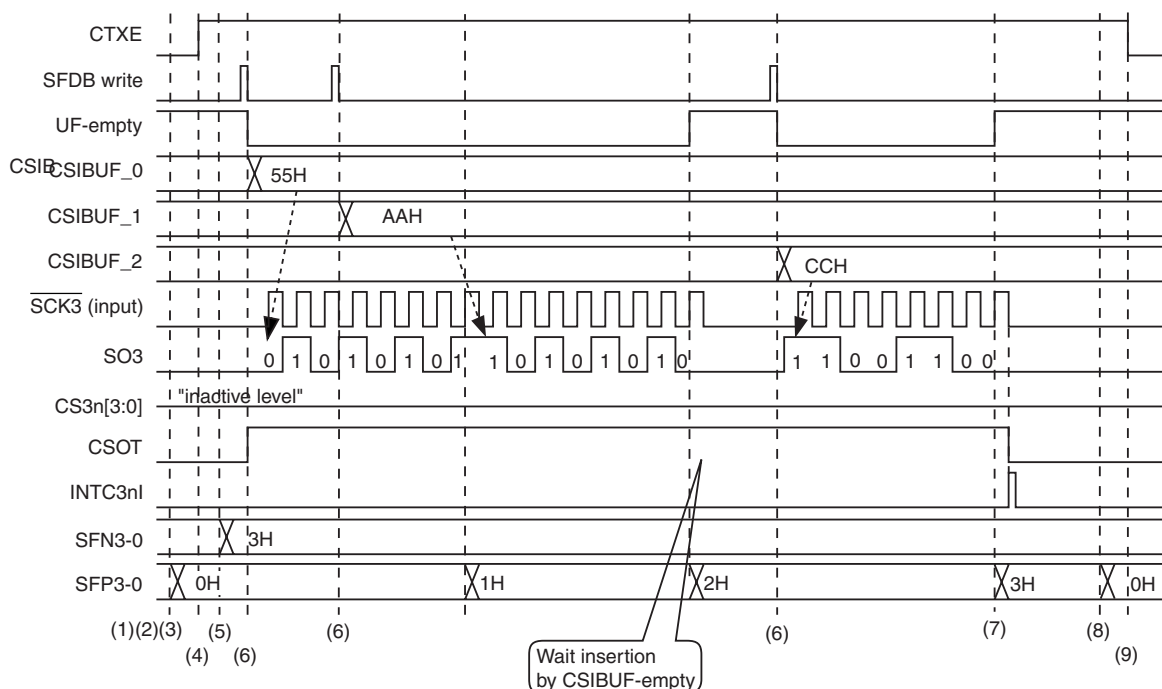 CTXE
SFDB write
UF-empty
CSIB
CSIBUF_0
55H
CSIBUF_1
AAH
CSIBUF_2
CCH
SCK3 (input)
SO3
0 1 0 1 0 1 0 1 1 0 1 0 1 0 1 0 1 1 0 0 1 1 0 0
"inactive level"
CS3n[3:0]
CSOT
INTC3nI
SFN3-0
3H
SFP3-0
0H 1H 2H 3H 0H
(1)(2)(3) (5) (6) (6) (7) (8)
(4) (6) (9)
Wait insertion
by CSIBUF-empty